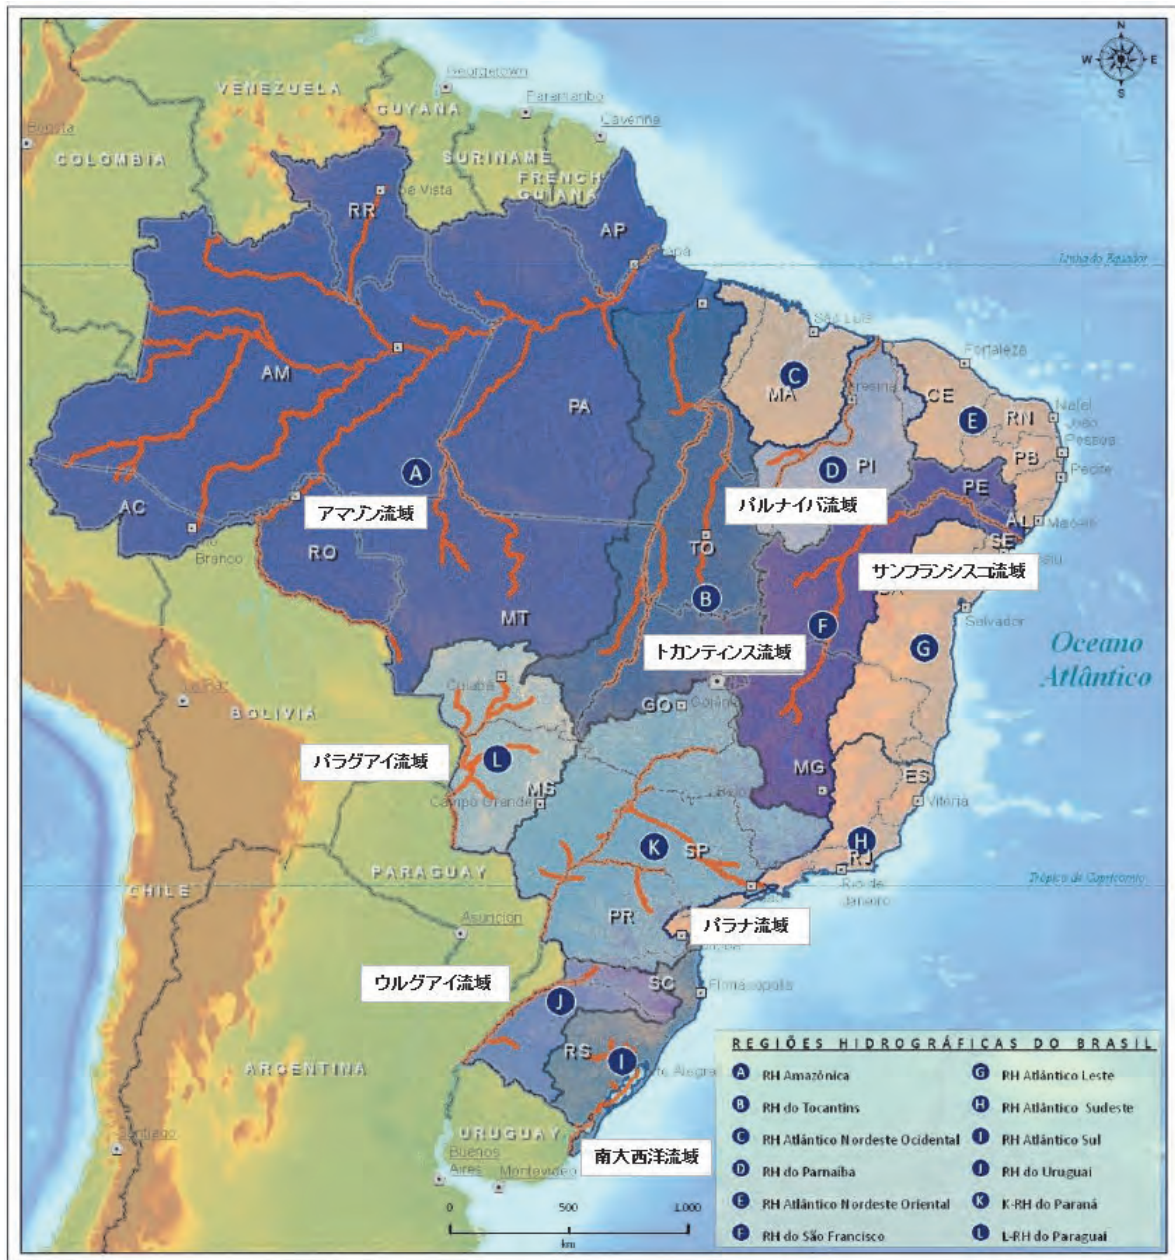 N
W
E
S
VENEZUELA
Georgetown
GUYANA
Paramaribo
SURINAME
FRENCH
GUIANA
COLOMBIA
RR
AP
Linha do Equador
São Luís
Fortaleza
AM
PA
MA
C
CE
E
RN
PB
PI
D
PE
AC
A
アマゾン流域
パルナイバ流域
AL
SE
サンフランシスコ流域
Branco
RO
TO
B
MT
F
Salvador
G
Oceano
Atlântico
トカンティンス流域
Cuiabá
GO
BOLIVIA
パラグアイ流域
L
MS
Campo Grande
MG
ES
Vitória
K
SP
H
RJ
Rio de
Janeiro
Trópico de Capricornio
PARAGUAY
CHILE
Asuncion
PR
パラナ流域
ウルグアイ流域
J
SC
RS
I
ARGENTINA
URUGUAY
南大西洋流域
Santiago
Buenos
Aires
Montevideo
0
500
1.000
km
REGIÕES HIDROGRÁFICAS DO BRASIL
A RH Amazônica
B RH do Tocantins
C RH Atlântico Nordeste Ocidental
D RH do Parnaíba
E RH Atlântico Nordeste Oriental
F RH do São Francisco
G RH Atlântico Leste
H RH Atlântico Sudeste
I RH Atlântico Sul
J RH do Uruguai
K K-RH do Paraná
L L-RH do Paraguai